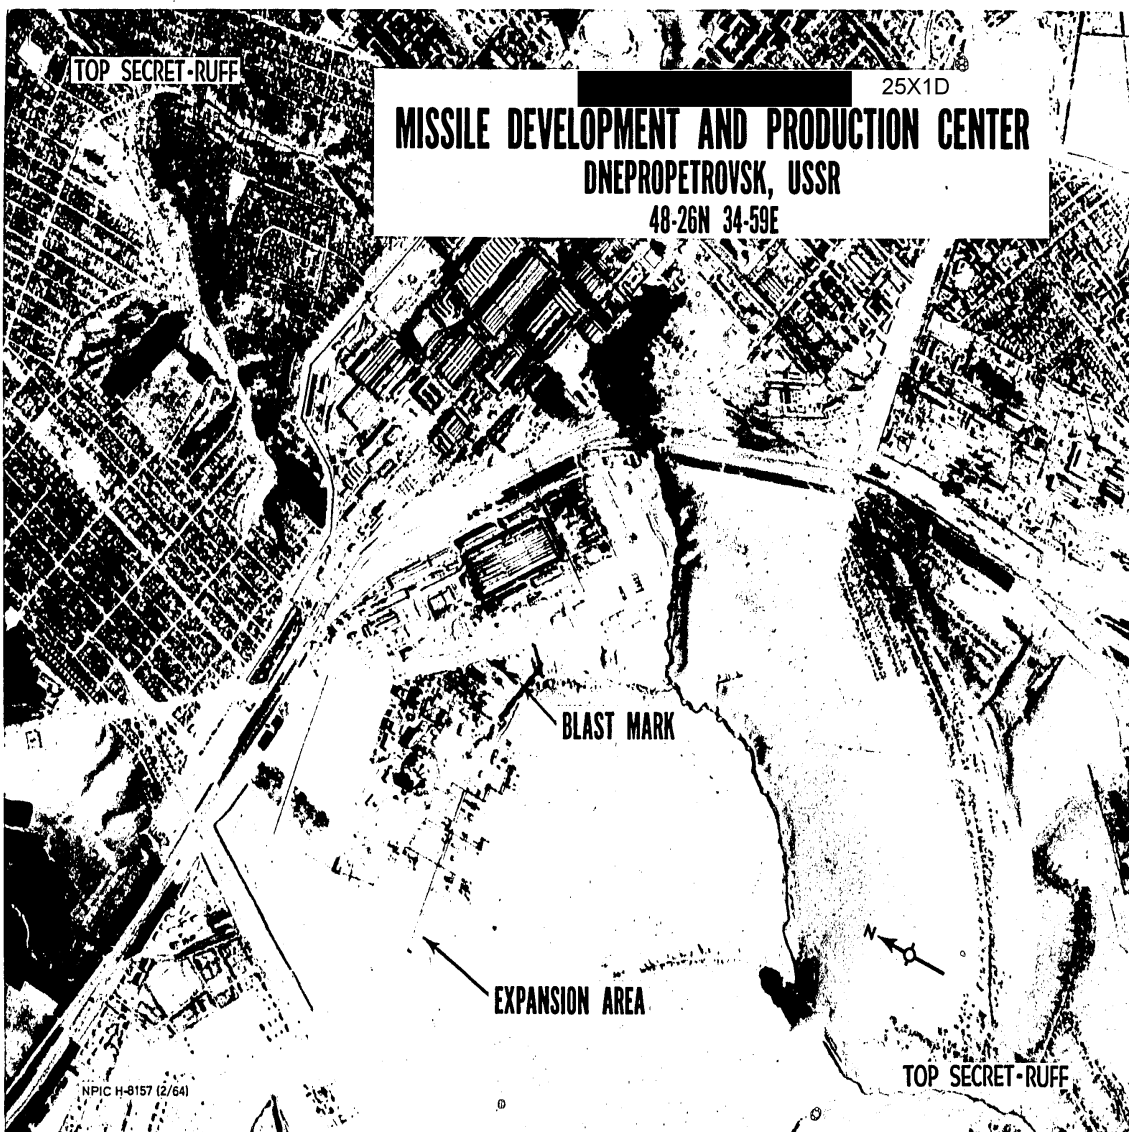 TOP SECRET-RUFF
25X1D
MISSILE DEVELOPMENT AND PRODUCTION CENTER
DNEPROPETROVSK, USSR
48-26N 34-59E
BLAST MARK
N
EXPANSION AREA
NPIC H-8157 (2/64)
TOP SECRET-RUFF